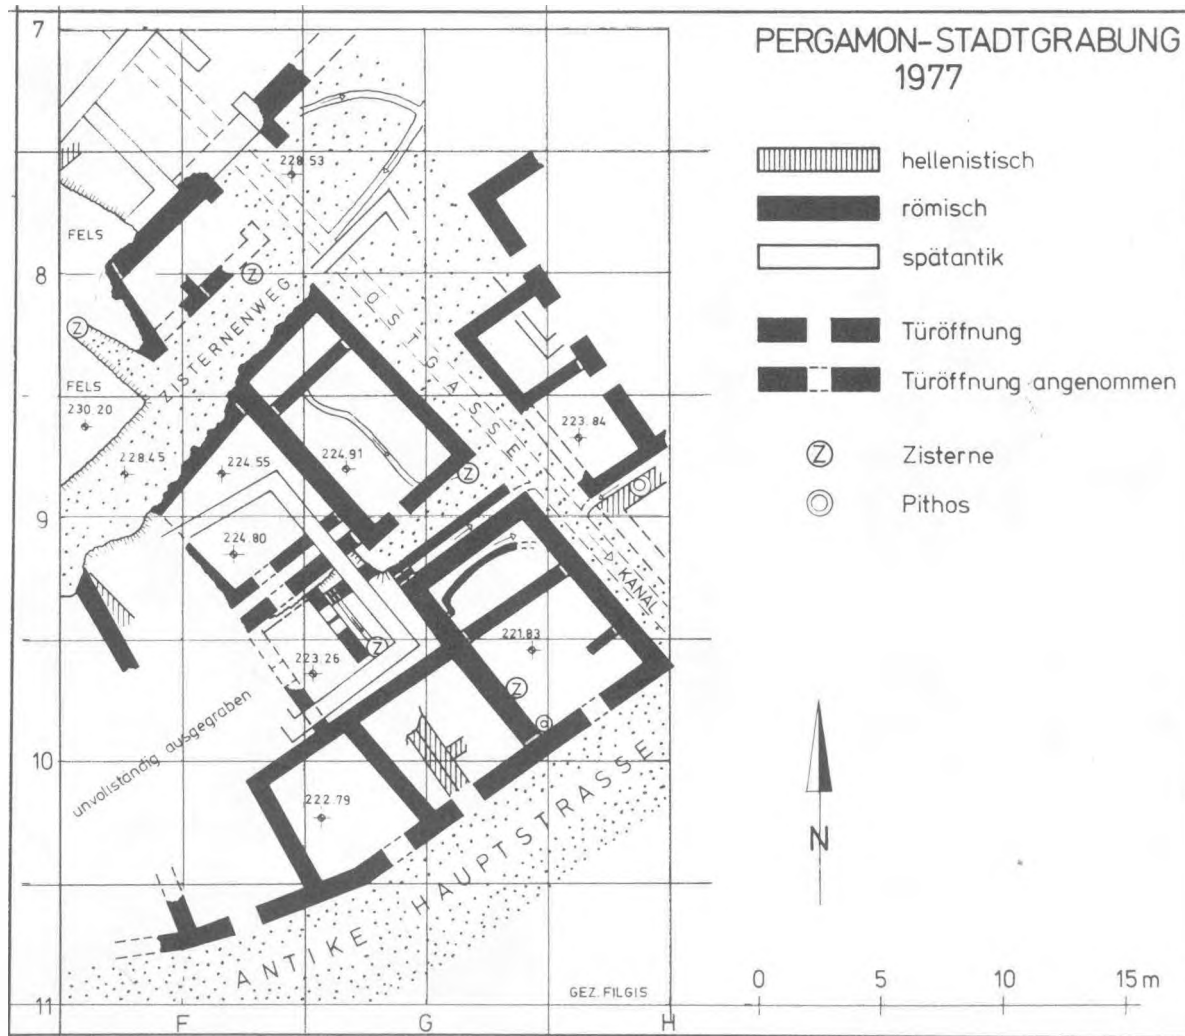 PERGAMON-STADTGRABUNG
1977
hellenistisch
römisch
spätantik
Türöffnung
Türöffnung angenommen
Z Zisterne
Pithos
7
8
9
10
11
F
G
H
228.53
FELS
Z
Z
ZISTERNENWEG
OSTGASSE
FELS
230.20
228.45
224.55
224.91
Z
223.84
224.80
KANAL
Z
223.26
221.83
Z
unvollständig ausgegraben
222.79
ANTIKE HAUPTSTRASSE
GEZ. FILGIS
N
0 5 10 15 m